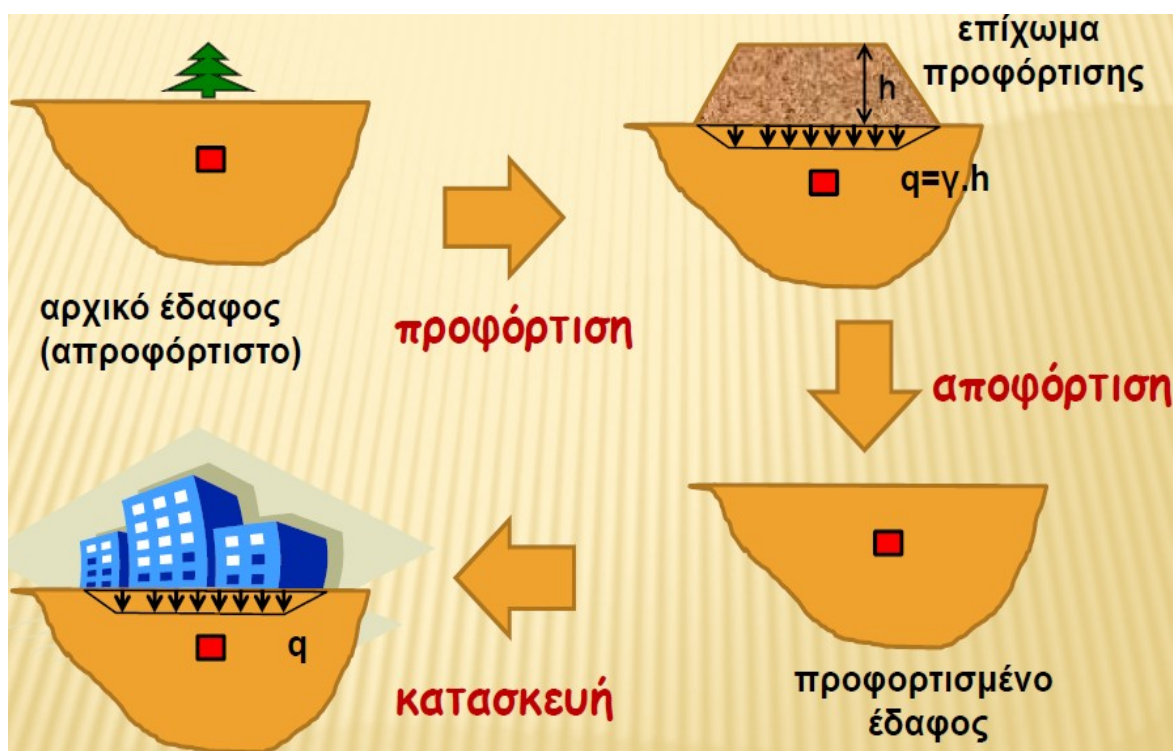 επίχωμα
προφόρτισης
h
q=γ.h
αρχικό έδαφος
(απροφόρτιστο)
προφόρτιση
αποφόρτιση
q
κατασκευή
προφορτισμένο
έδαφος